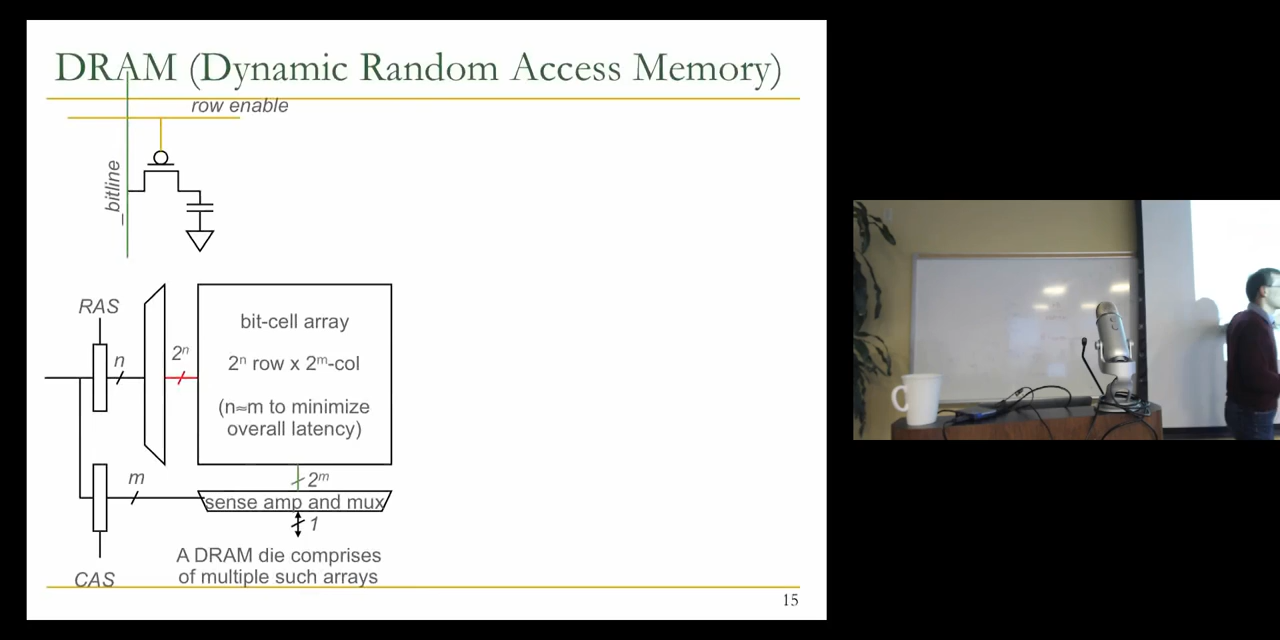 DRAM (Dynamic Random Access Memory)
row enable
_bitline
RAS
n
2ⁿ
bit-cell array
2ⁿ row x 2ᵐ-col
(n≈m to minimize
overall latency)
m
2ᵐ
sense amp and mux
1
A DRAM die comprises
of multiple such arrays
CAS
15